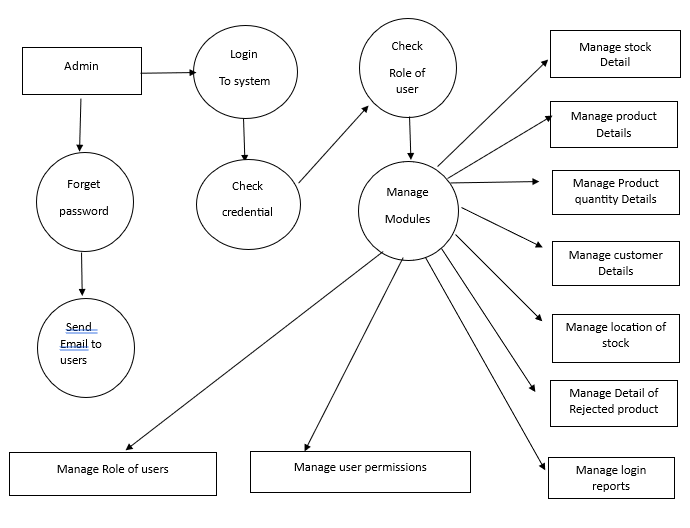 Admin
Login
To system
Check
Role of
user
Manage stock
Detail
Manage product
Details
Forget
password
Check
credential
Manage
Modules
Manage Product
quantity Details
Manage customer
Details
Send
Email to
users
Manage location of
stock
Manage Detail of
Rejected product
Manage Role of users
Manage user permissions
Manage login
reports